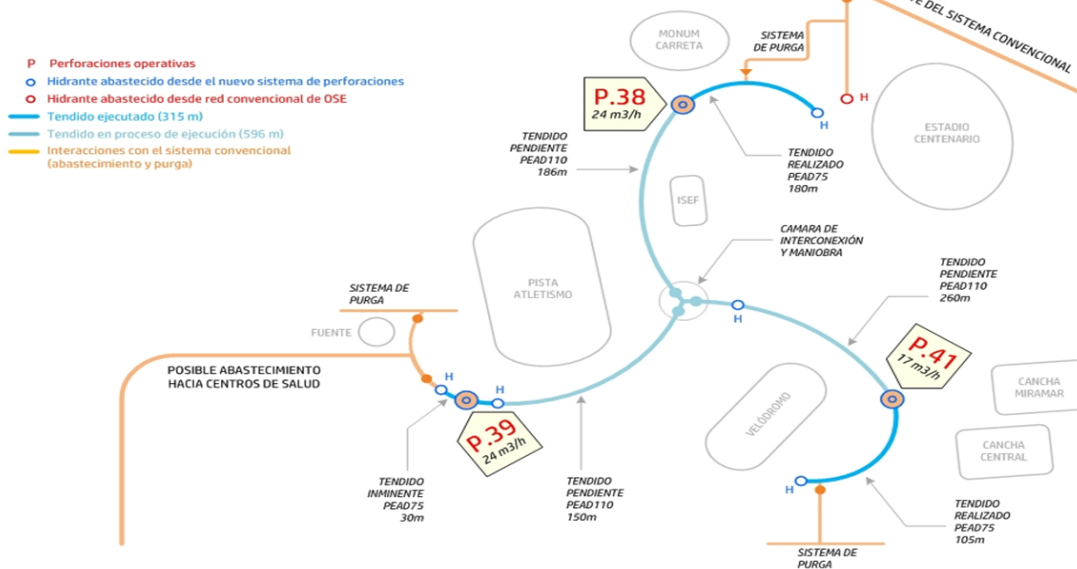 TE DEL SISTEMA CONVENCIONAL
MONUM
CARRETA
SISTEMA
DE PURGA
P Perforaciones operativas
H
Hidrante abastecido desde el nuevo sistema de perforaciones
Hidrante abastecido desde red convencional de OSE
Tendido ejecutado (315 m)
Tendido en proceso de ejecución (596 m)
Interacciones con el sistema convencional
(abastecimiento y purga)
P.38
24 m3/h
H
ESTADIO
CENTENARIO
TENDIDO
PENDIENTE
PEAD110
186m
TENDIDO
REALIZADO
PEAD75
180m
ISEF
CAMARA DE
INTERCONEXIÓN
Y MANIOBRA
TENDIDO
PENDIENTE
PEAD110
260m
PISTA
ATLETISMO
SISTEMA DE
PURGA
H
FUENTE
P.41
17 m3/h
POSIBLE ABASTECIMIENTO
HACIA CENTROS DE SALUD
H
H
CANCHA
MIRAMAR
VELÓDROMO
P.39
24 m3/h
CANCHA
CENTRAL
TENDIDO
INMINENTE
PEAD75
30m
TENDIDO
PENDIENTE
PEAD110
150m
H
TENDIDO
REALIZADO
PEAD75
105m
SISTEMA DE
PURGA